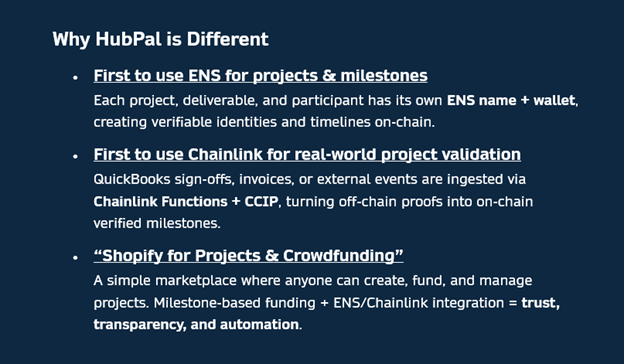 Why HubPal is Different
• First to use ENS for projects & milestones
Each project, deliverable, and participant has its own ENS name + wallet,
creating verifiable identities and timelines on-chain.
• First to use Chainlink for real-world project validation
QuickBooks sign-offs, invoices, or external events are ingested via
Chainlink Functions + CCIP, turning off-chain proofs into on-chain
verified milestones.
• “Shopify for Projects & Crowdfunding”
A simple marketplace where anyone can create, fund, and manage
projects. Milestone-based funding + ENS/Chainlink integration = trust,
transparency, and automation.